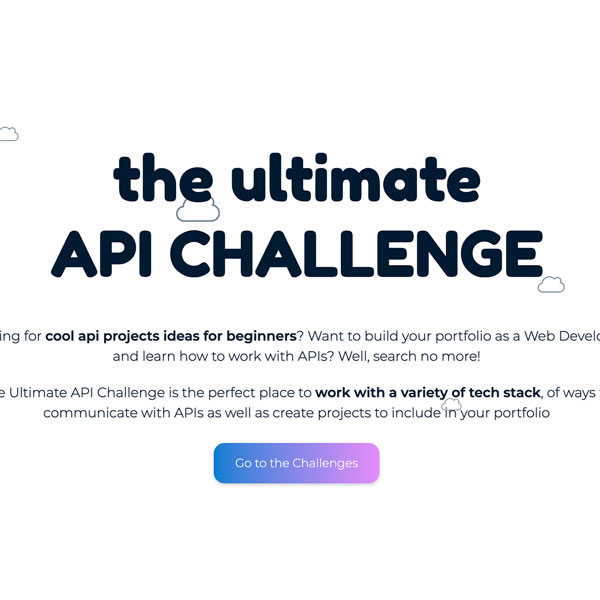 the ultimate
API CHALLENGE
for cool api projects ideas for beginners? Want to build your portfolio as a Web
and learn how to work with APIs? Well, search no more!
Ultimate API Challenge is the perfect place to work with a variety of tech stack, of ways
communicate with APIs as well as create projects to include in your portfolio
Go to the Challenges